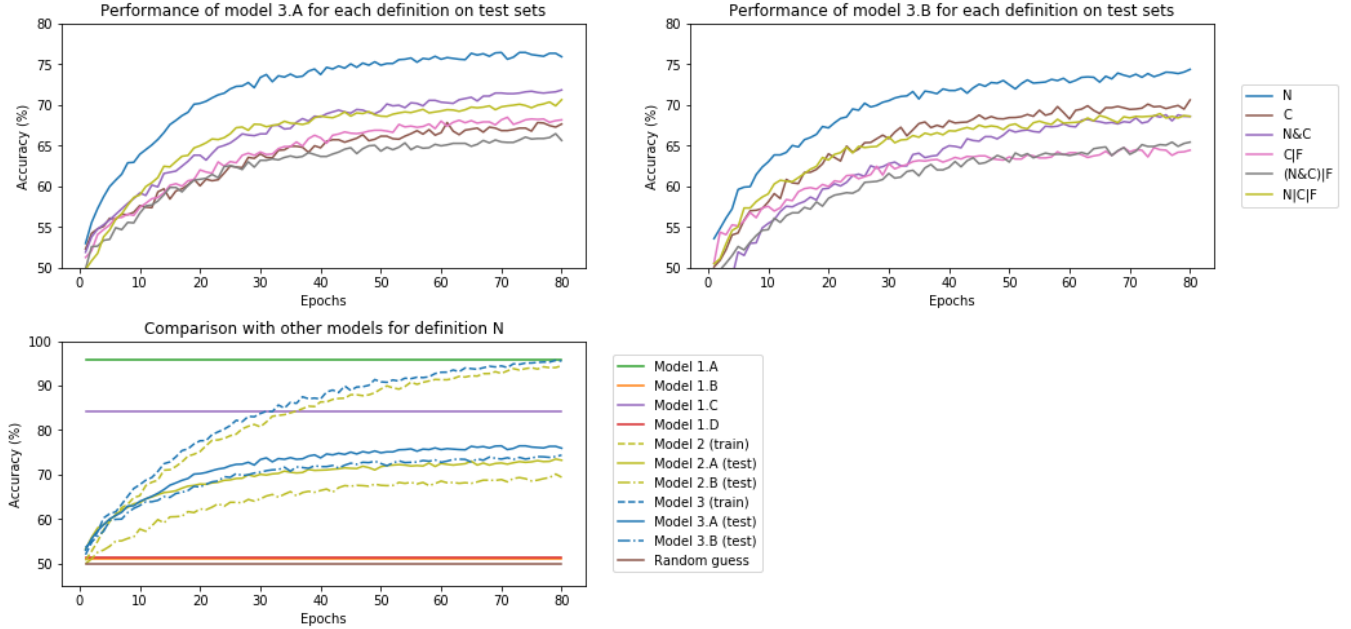 Performance of model 3.A for each definition on test sets
80
75
70
65
60
55
50
Accuracy (%)
0 10 20 30 40 50 60 70 80
Epochs
Performance of model 3.B for each definition on test sets
80
75
70
65
60
55
50
Accuracy (%)
0 10 20 30 40 50 60 70 80
Epochs
N
C
N&C
C|F
(N&C)|F
N|C|F
Comparison with other models for definition N
100
90
80
70
60
50
Accuracy (%)
0 10 20 30 40 50 60 70 80
Epochs
Model 1.A
Model 1.B
Model 1.C
Model 1.D
Model 2 (train)
Model 2.A (test)
Model 2.B (test)
Model 3 (train)
Model 3.A (test)
Model 3.B (test)
Random guess